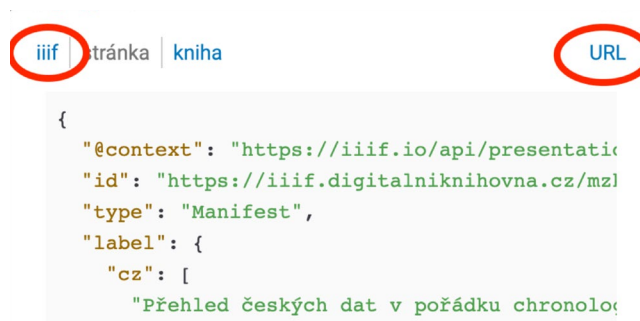 iiif stránka kniha URL
{
"@context": "https://iiif.io/api/presentatio
"id": "https://iiif.digitalniknihovna.cz/mzk
"type": "Manifest",
"label": {
"cz": [
"Přehled českých dat v pořádku chronolog